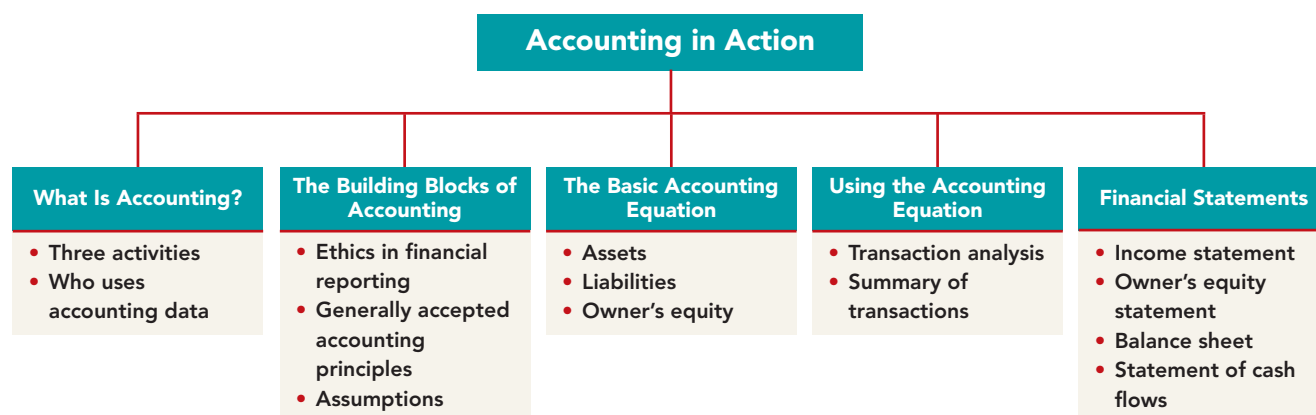 Accounting in Action
What Is Accounting?
• Three activities
• Who uses
accounting data
The Building Blocks of
Accounting
• Ethics in financial
reporting
• Generally accepted
accounting
principles
• Assumptions
The Basic Accounting
Equation
• Assets
• Liabilities
• Owner's equity
Using the Accounting
Equation
• Transaction analysis
• Summary of
transactions
Financial Statements
• Income statement
• Owner's equity
statement
• Balance sheet
• Statement of cash
flows